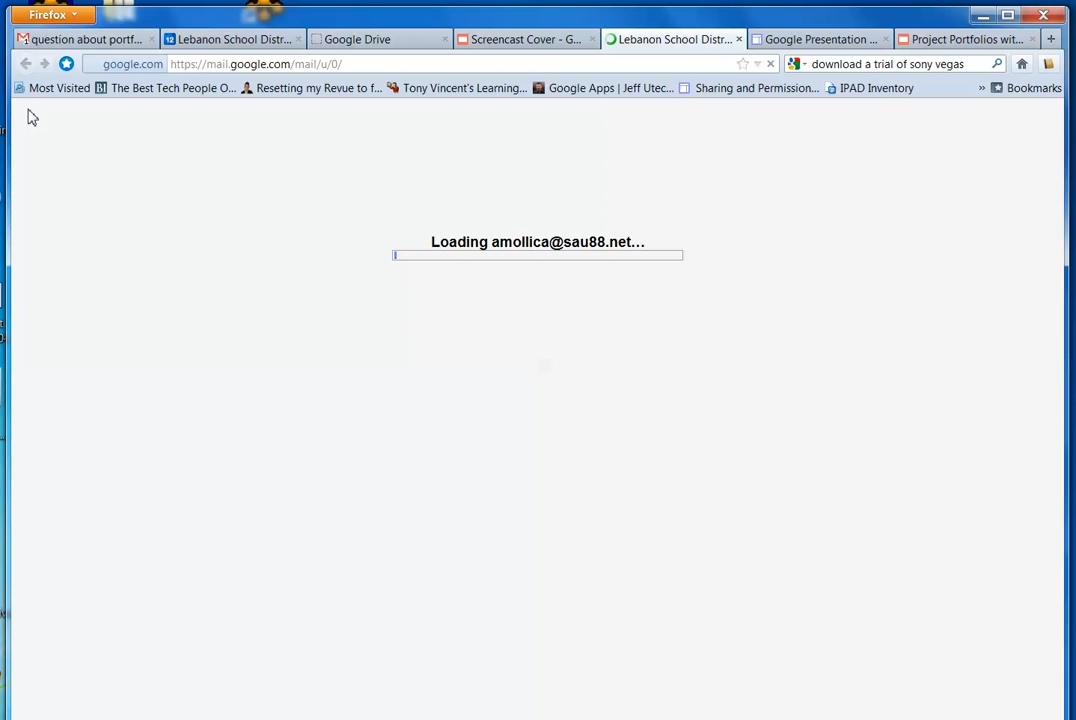 Firefox
question about portf...
12 Lebanon School Distr...
Google Drive
Screencast Cover - G...
Lebanon School Distr...
Google Presentation ...
Project Portfolios wit...
google.com
https://mail.google.com/mail/u/0/
download a trial of sony vegas
Most Visited
The Best Tech People O...
Resetting my Revue to f...
Tony Vincent's Learning...
Google Apps | Jeff Utec...
Sharing and Permission...
IPAD Inventory
»
Bookmarks
Loading amollica@sau88.net...